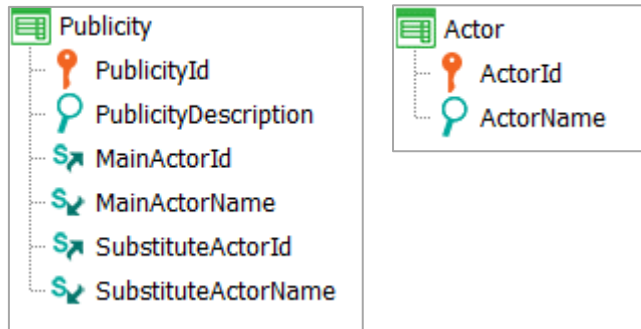 Publicity
PublicityId
PublicityDescription
MainActorId
MainActorName
SubstituteActorId
SubstituteActorName
Actor
ActorId
ActorName